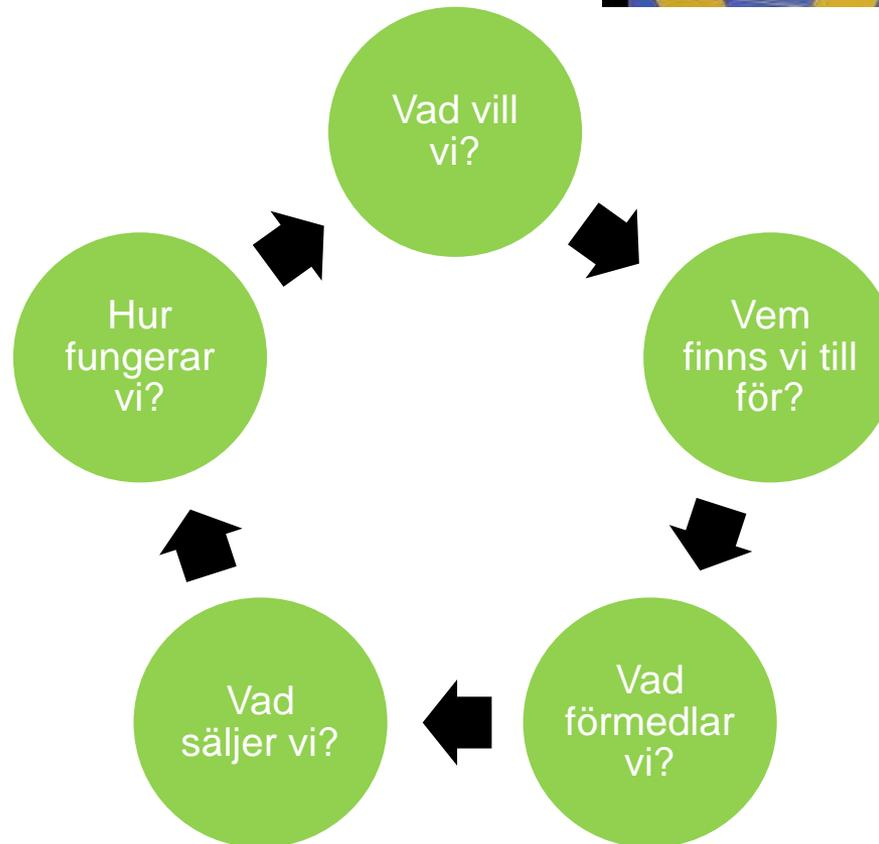 Vad vill
vi?
Vem
finns vi till
för?
Vad
förmedlar
vi?
Vad
säljer vi?
Hur
fungerar
vi?